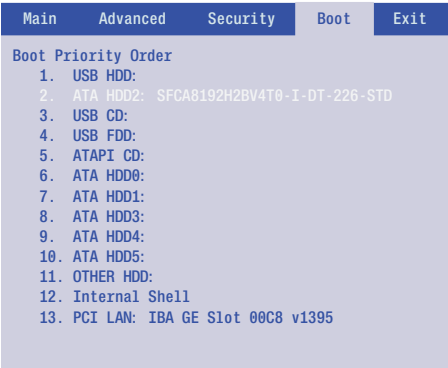 Main Advanced Security Boot Exit
Boot Priority Order
1. USB HDD:
2. ATA HDD2: SFCA8192H2BV4T0-I-DT-226-STD
3. USB CD:
4. USB FDD:
5. ATAPI CD:
6. ATA HDD0:
7. ATA HDD1:
8. ATA HDD3:
9. ATA HDD4:
10. ATA HDD5:
11. OTHER HDD:
12. Internal Shell
13. PCI LAN: IBA GE Slot 00C8 v1395